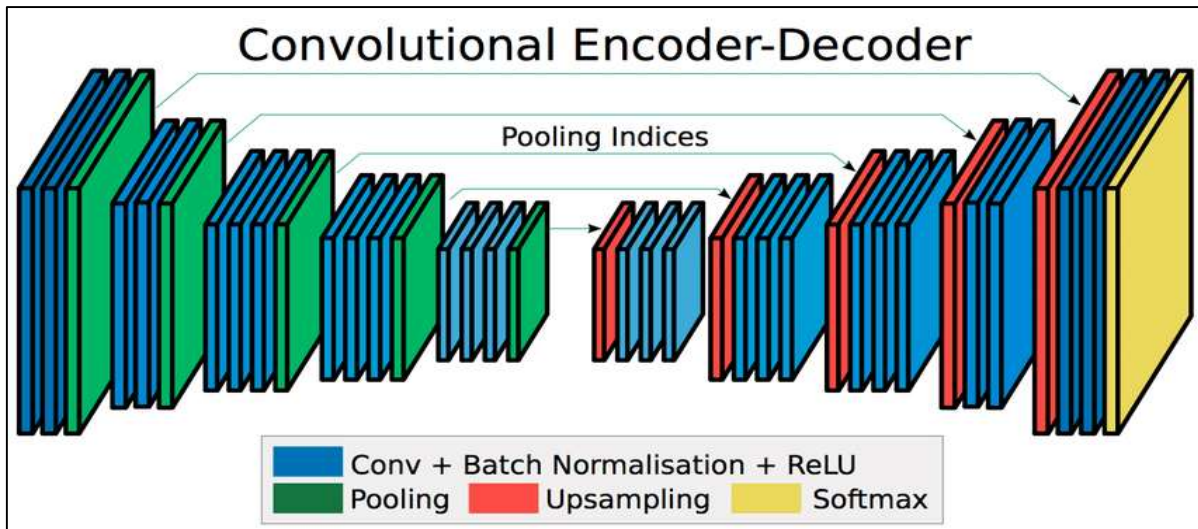 Convolutional Encoder-Decoder
Pooling Indices
Conv + Batch Normalisation + ReLU
Pooling Upsampling Softmax